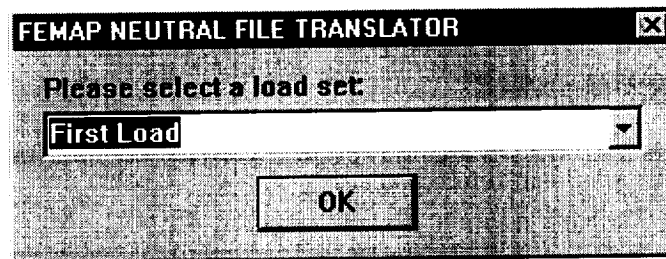 FEMAP NEUTRAL FILE TRANSLATOR
Please select a load set:
First Load
OK